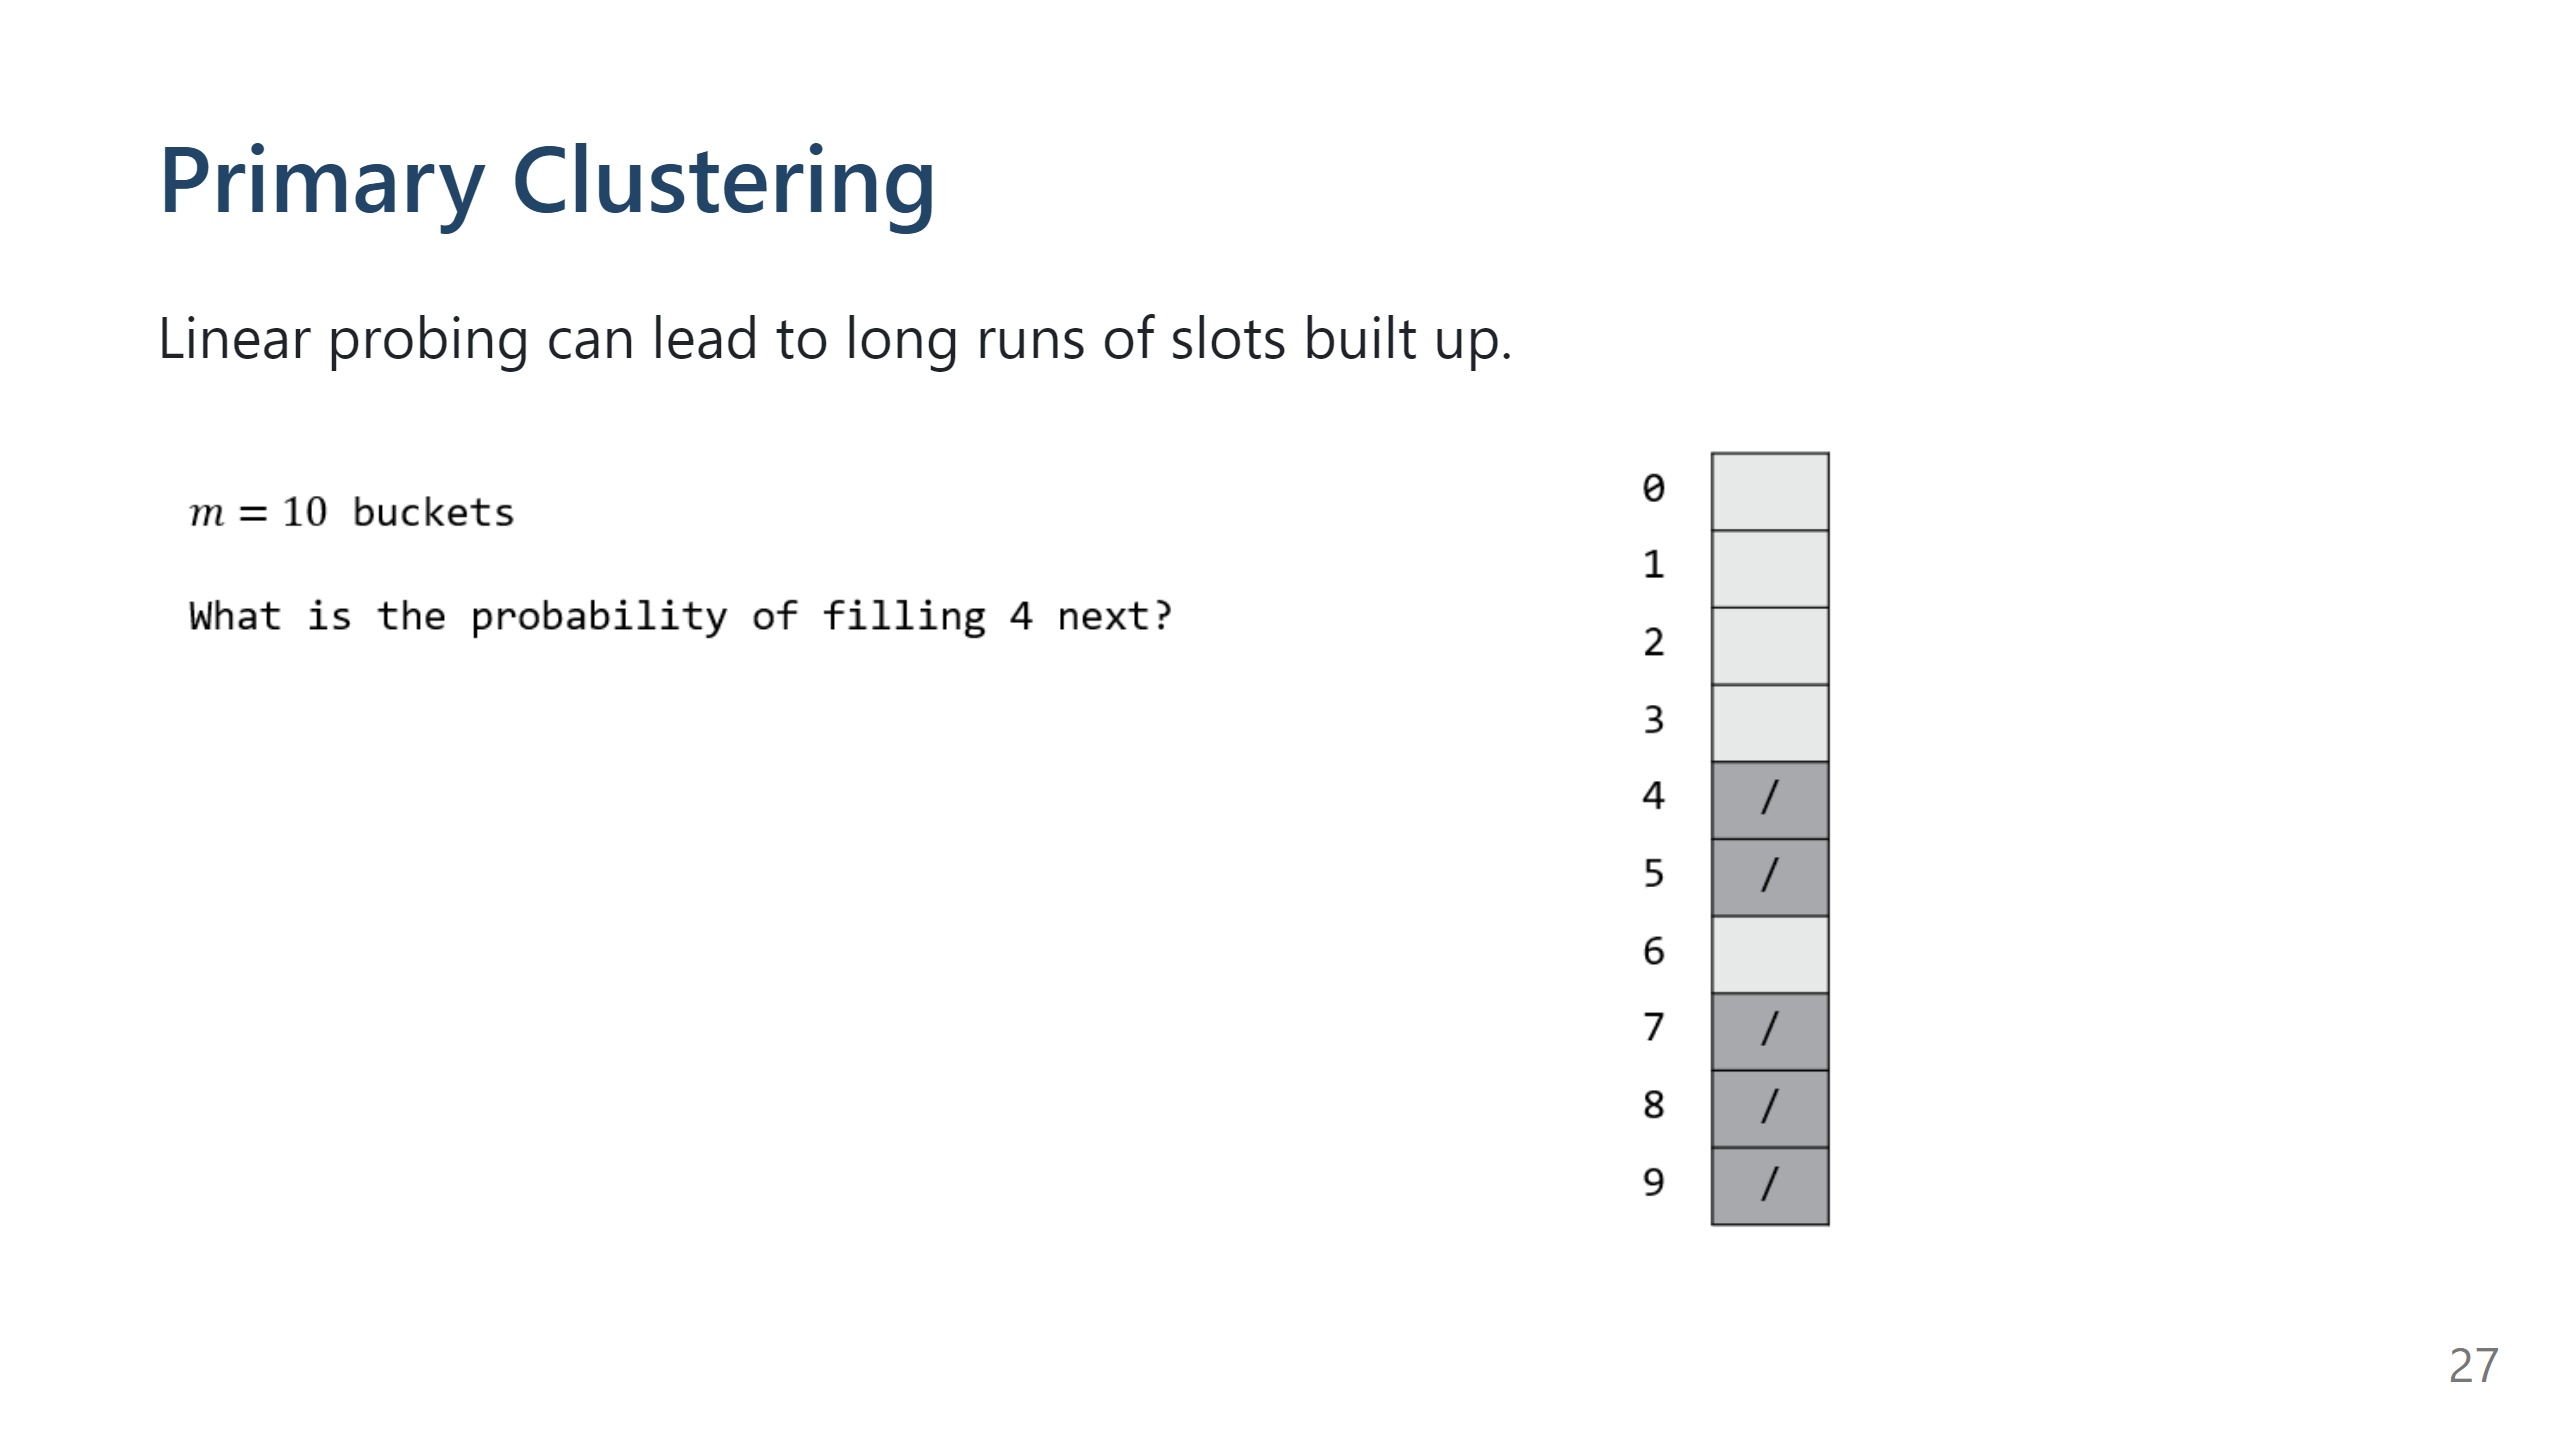 Primary Clustering
Linear probing can lead to long runs of slots built up.
m = 10 buckets
What is the probability of filling 4 next?
0
1
2
3
4 /
5 /
6
7 /
8 /
9 /
27